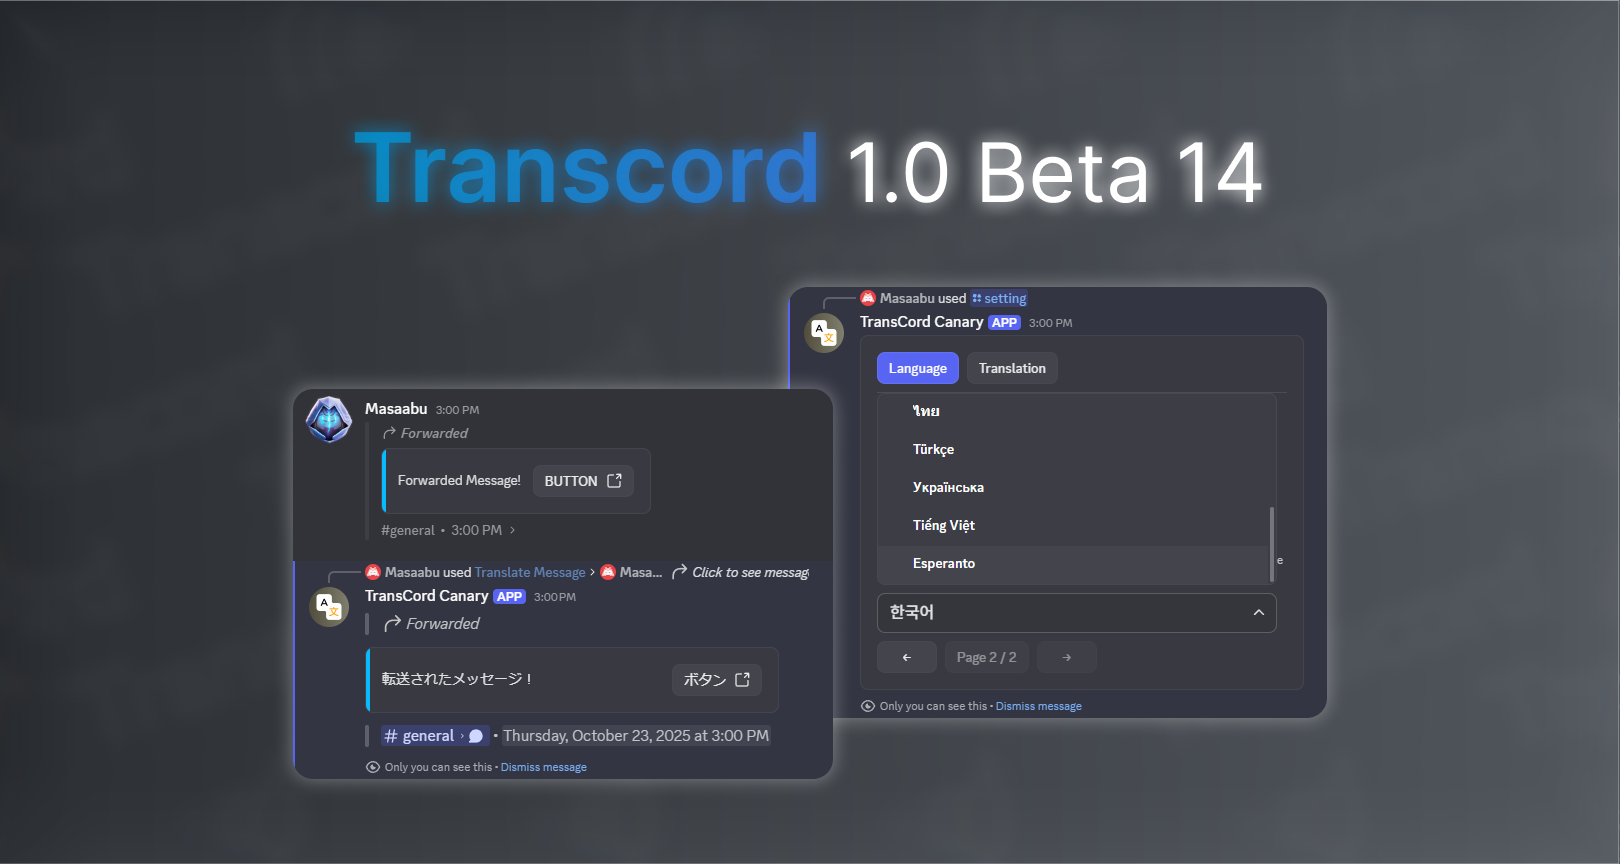 Transcord 1.0 Beta 14
Masaabu 3:00 PM
Forwarded
Forwarded Message! BUTTON
#general • 3:00 PM
Masaabu used Translate Message Masa... Click to see messag
TransCord Canary APP 3:00 PM
Forwarded
転送されたメッセージ！ ボタン
# general • Thursday, October 23, 2025 at 3:00 PM
Only you can see this • Dismiss message
Masaabu used setting
TransCord Canary APP 3:00 PM
A 文
Language Translation
ไทย
Türkçe
Українська
Tiếng Việt
Esperanto
e
한국어
← Page 2 / 2 →
Only you can see this • Dismiss message